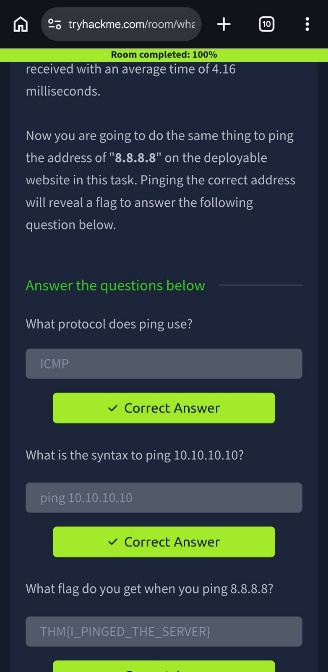 tryhackme.com/room/wha
10
Room completed: 100%
received with an average time of 4.16
milliseconds.
Now you are going to do the same thing to ping
the address of "8.8.8.8" on the deployable
website in this task. Pinging the correct address
will reveal a flag to answer the following
question below.
Answer the questions below
What protocol does ping use?
ICMP
✓ Correct Answer
What is the syntax to ping 10.10.10.10?
ping 10.10.10.10
✓ Correct Answer
What flag do you get when you ping 8.8.8.8?
THM{I_PINGED_THE_SERVER}